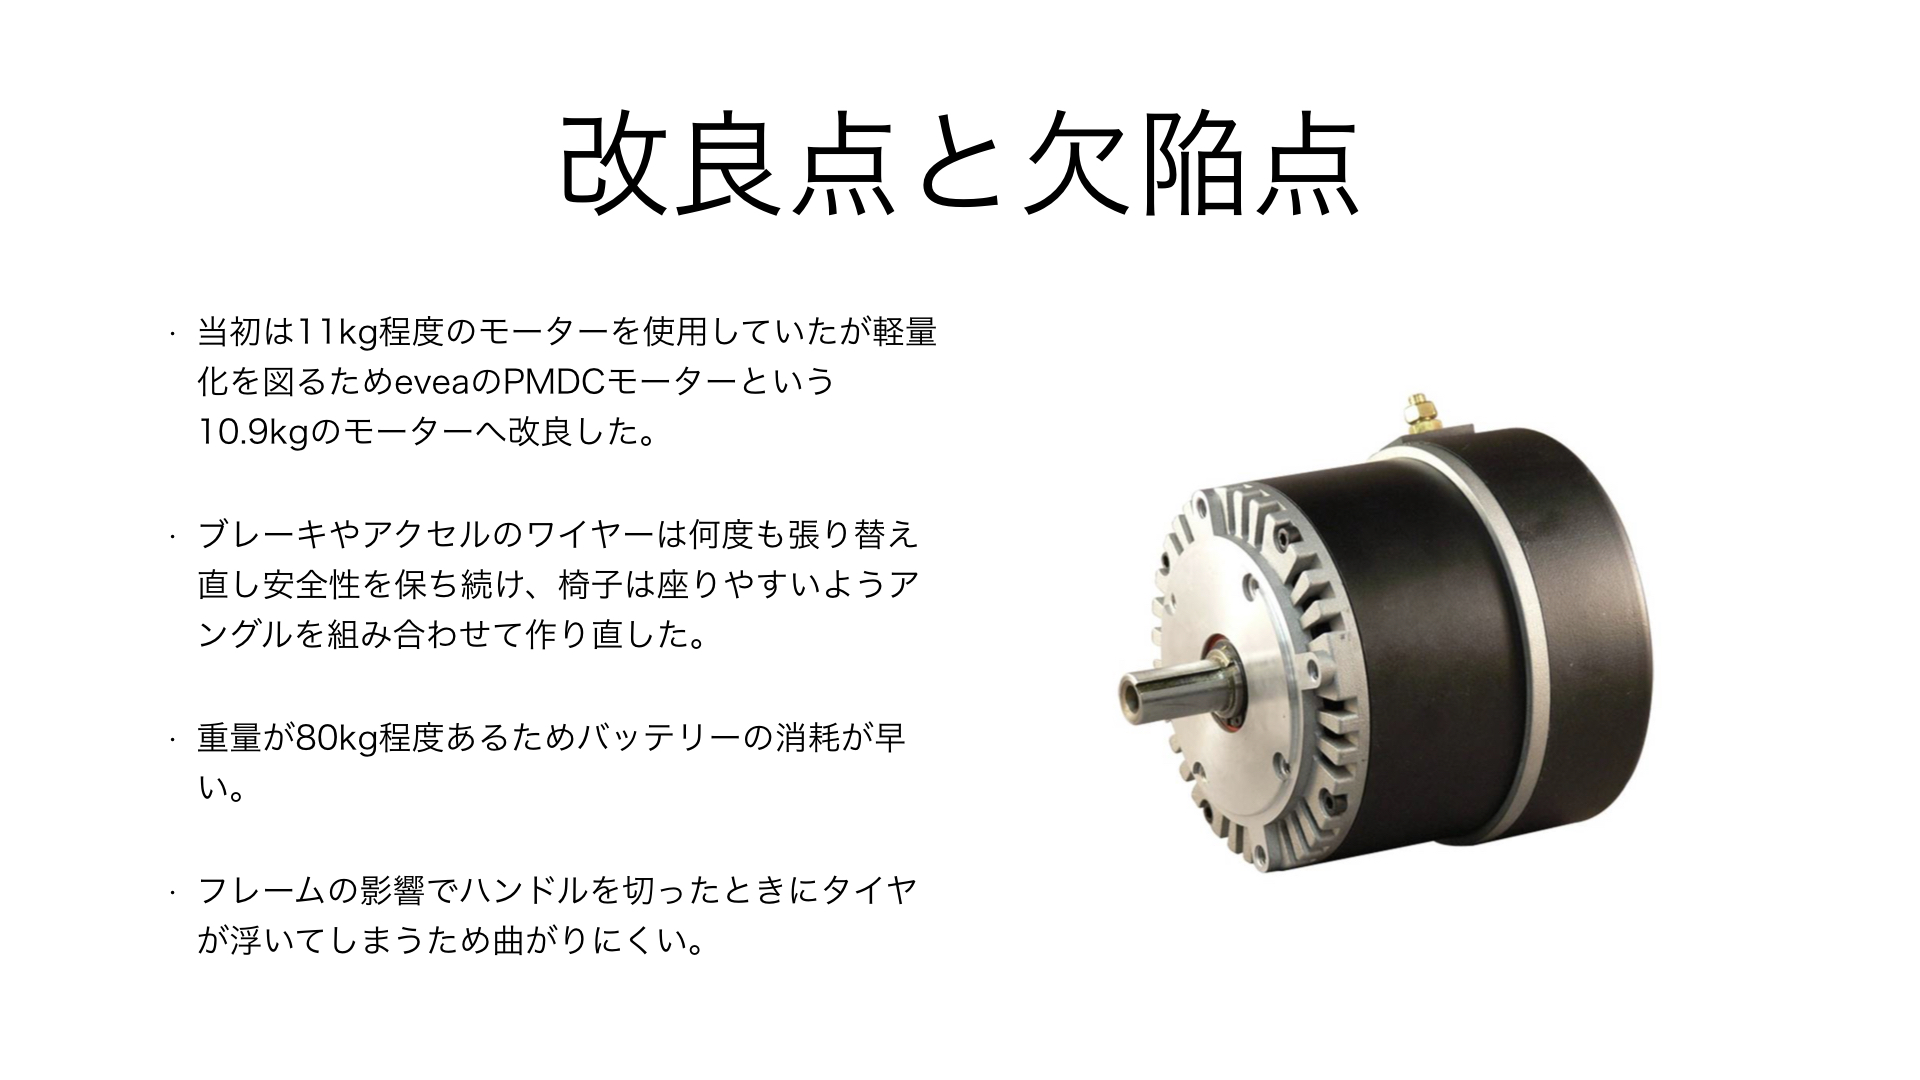 改良点と欠陥点
· 当初は11kg程度のモーターを使用していたが軽量
化を図るためeveaのPMDCモーターという
10.9kgのモーターへ改良した。
· ブレーキやアクセルのワイヤーは何度も張り替え
直し安全性を保ち続け、椅子は座りやすいようア
ングルを組み合わせて作り直した。
· 重量が80kg程度あるためバッテリーの消耗が早
い。
· フレームの影響でハンドルを切ったときにタイヤ
が浮いてしまうため曲がりにくい。